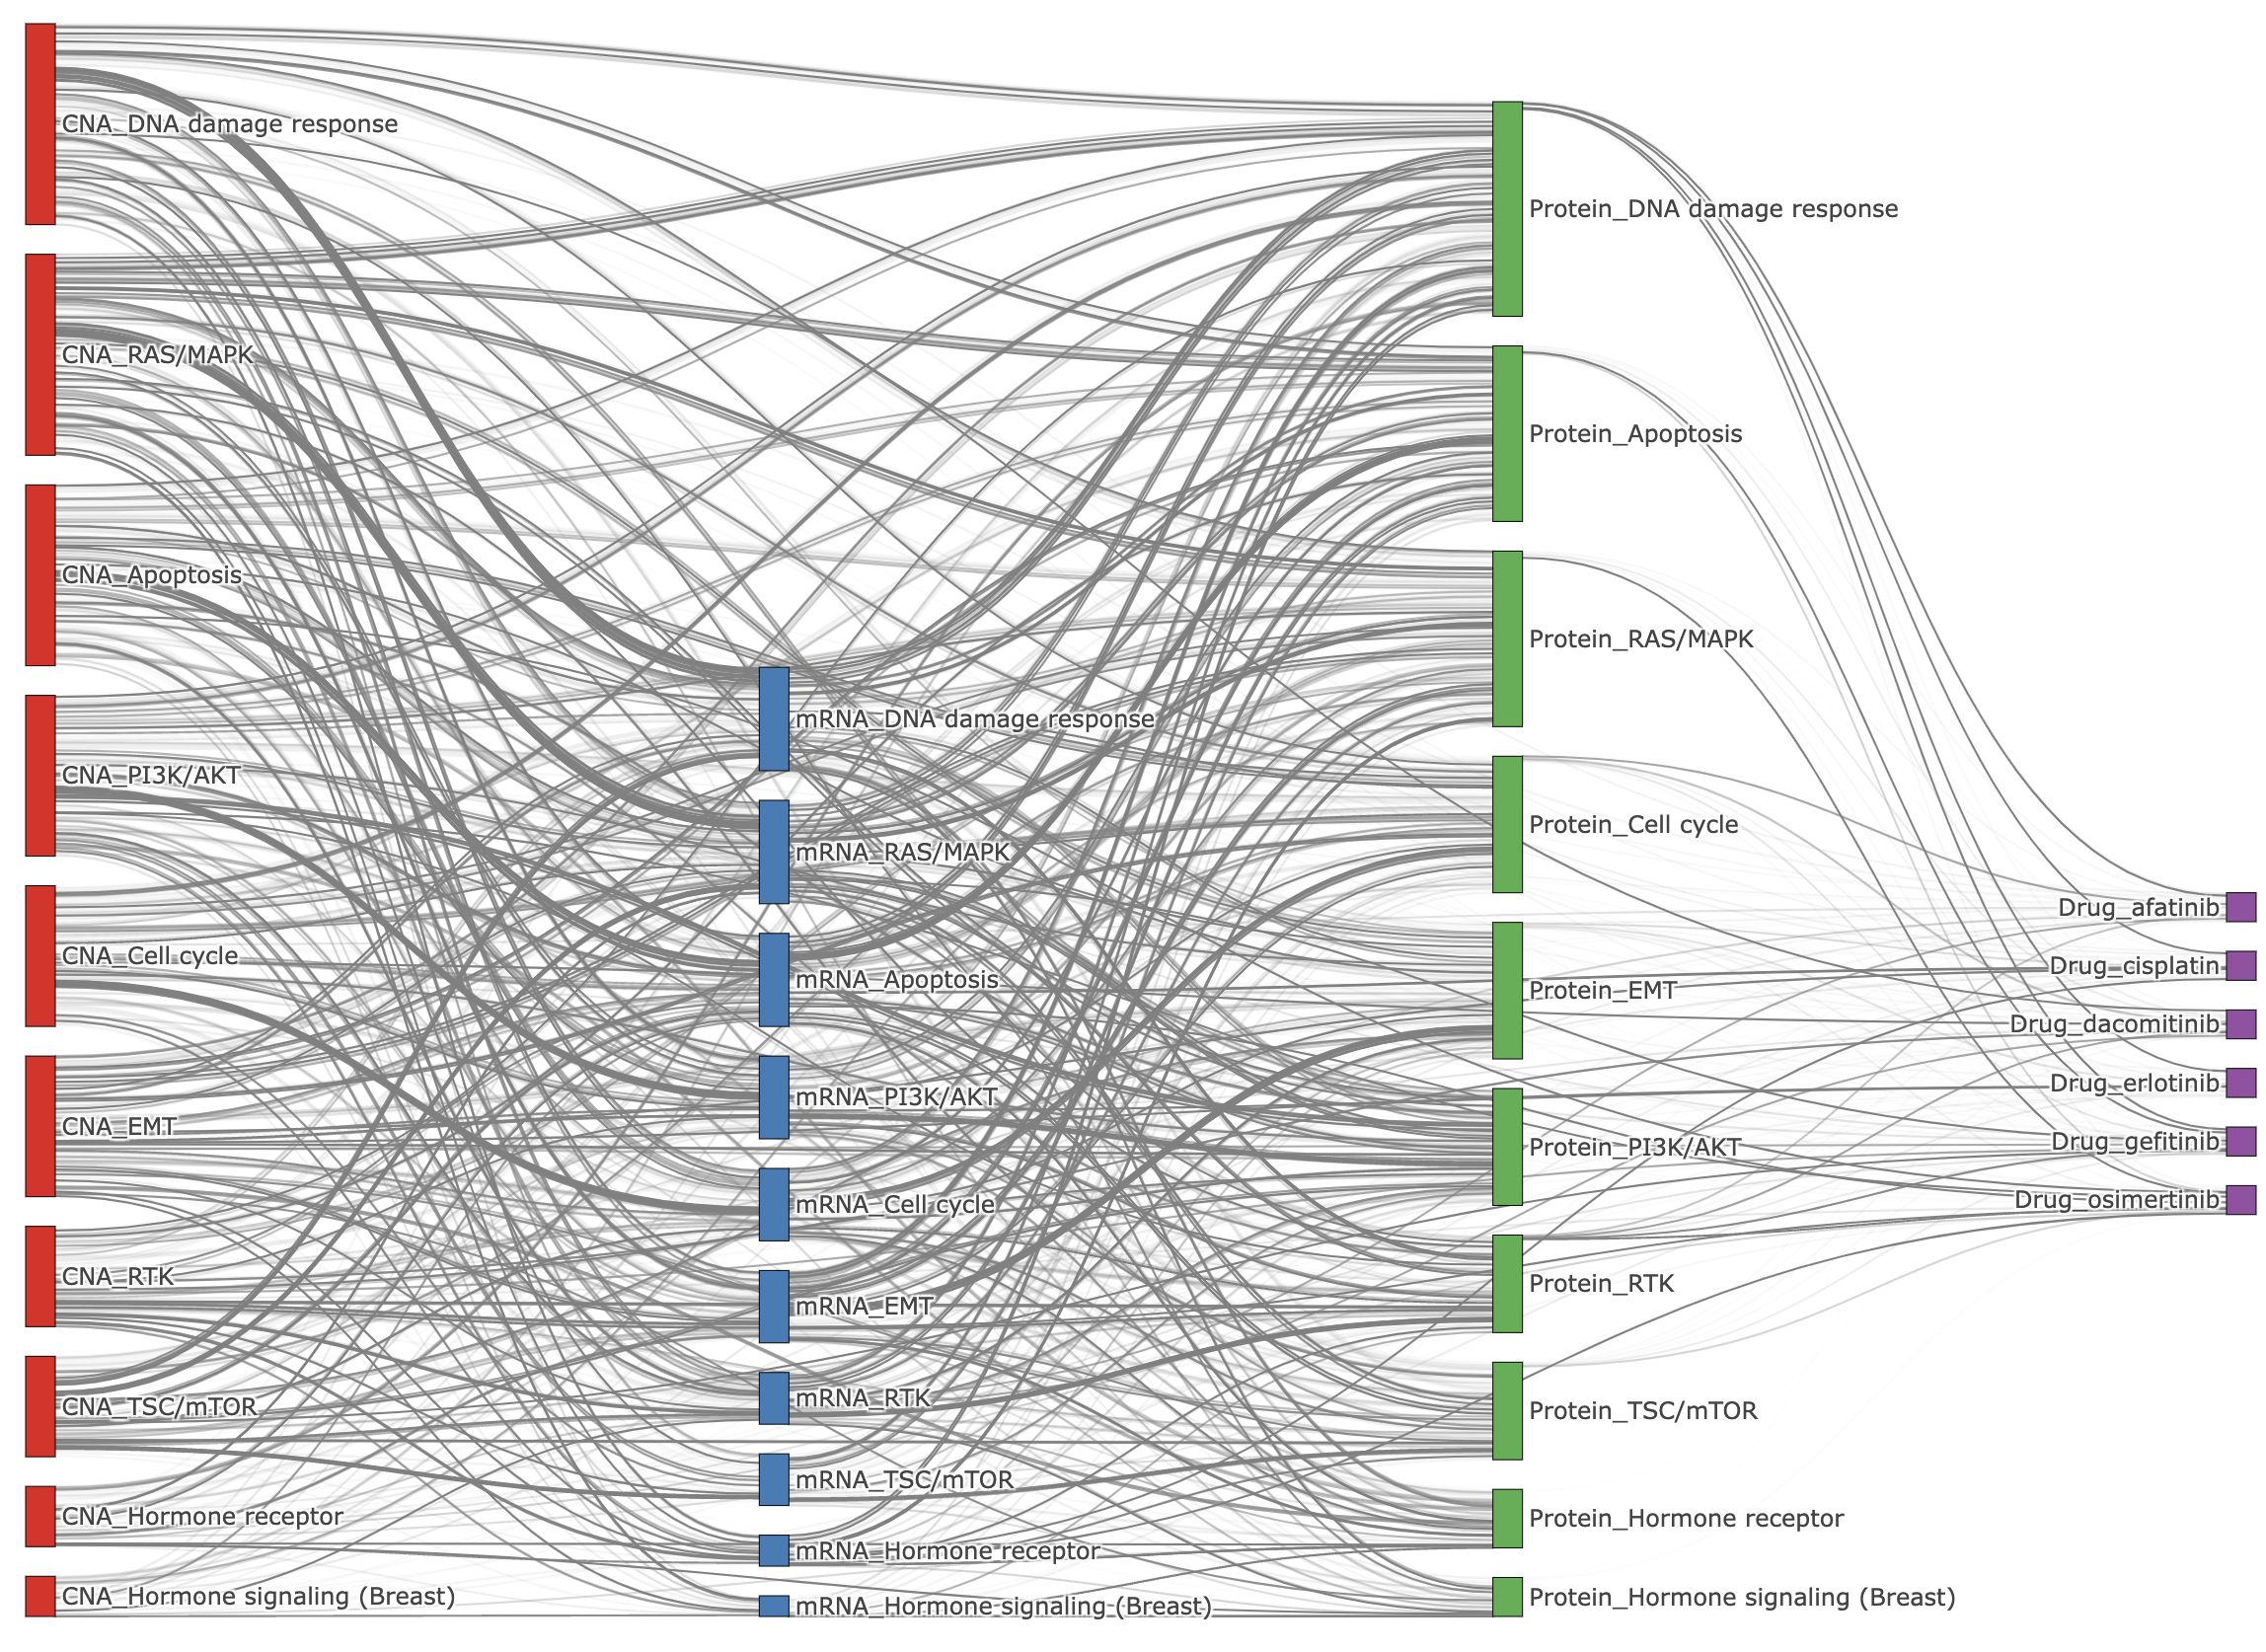 CNA_DNA damage response
CNA_RAS/MAPK
CNA_Apoptosis
CNA_PI3K/AKT
CNA_Cell cycle
CNA_EMT
CNA_RTK
CNA_TSC/mTOR
CNA_Hormone receptor
CNA_Hormone signaling (Breast)
mRNA_DNA damage response
mRNA_RAS/MAPK
mRNA_Apoptosis
mRNA_PI3K/AKT
mRNA_Cell cycle
mRNA_EMT
mRNA_RTK
mRNA_TSC/mTOR
mRNA_Hormone receptor
mRNA_Hormone signaling (Breast)
Protein_DNA damage response
Protein_Apoptosis
Protein_RAS/MAPK
Protein_Cell cycle
Protein_EMT
Protein_PI3K/AKT
Protein_RTK
Protein_TSC/mTOR
Protein_Hormone receptor
Protein_Hormone signaling (Breast)
Drug_afatinib
Drug_cisplatin
Drug_dacomitinib
Drug_erlotinib
Drug_gefitinib
Drug_osimertinib